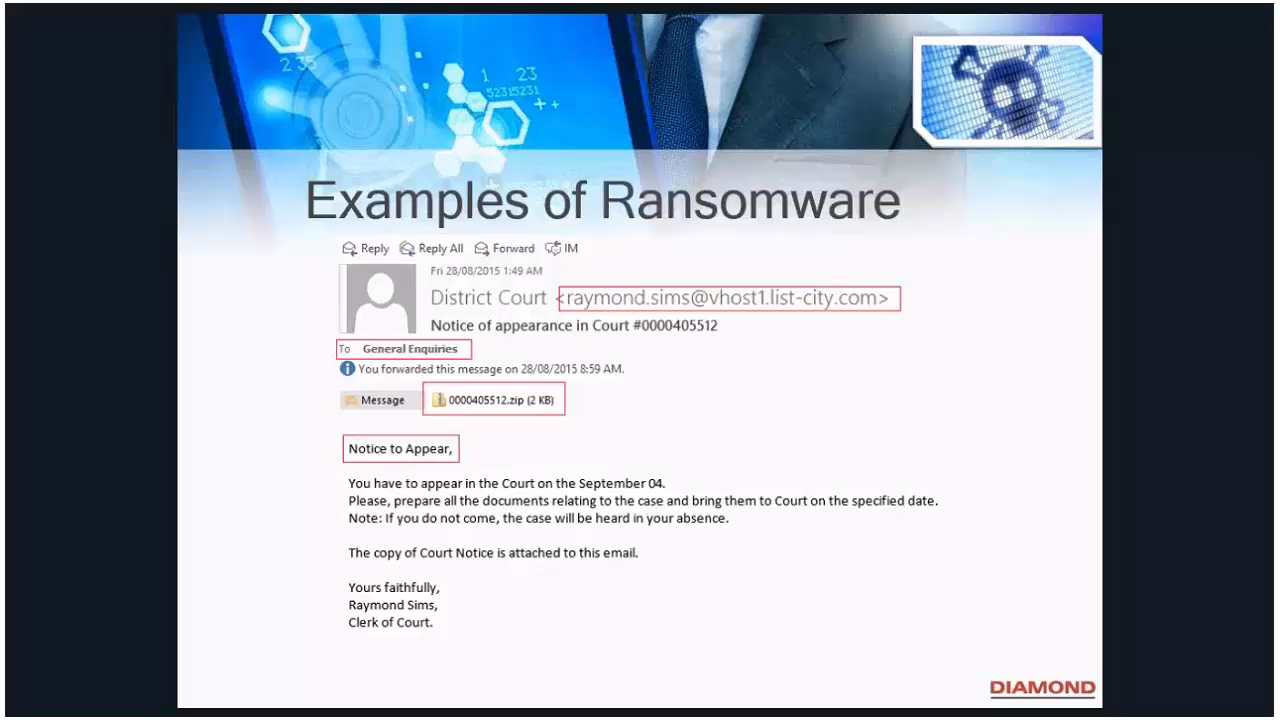 2 35
1 23
52315231
Examples of Ransomware
Reply Reply All Forward IM
Fri 28/08/2015 1:49 AM
District Court <raymond.sims@vhost1.list-city.com>
Notice of appearance in Court #0000405512
To General Enquiries
You forwarded this message on 28/08/2015 8:59 AM.
Message 0000405512.zip (2 KB)
Notice to Appear,
You have to appear in the Court on the September 04.
Please, prepare all the documents relating to the case and bring them to Court on the specified date.
Note: If you do not come, the case will be heard in your absence.
The copy of Court Notice is attached to this email.
Yours faithfully,
Raymond Sims,
Clerk of Court.
DIAMOND